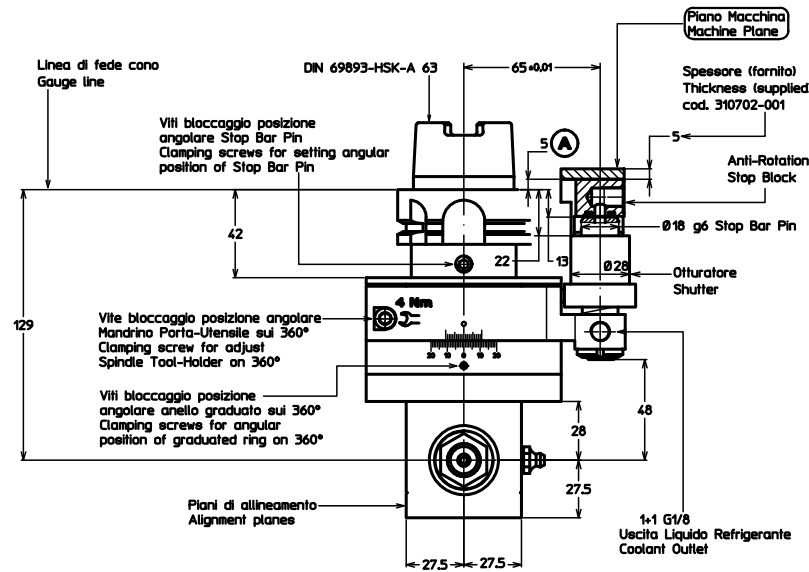 Piano Macchina
Machine Plane
Linea di fede cono
Gauge line
DIN 69893-HSK-A 63
65 ±0,01
Spessore (fornito)
Thickness (supplied)
cod. 310702-001
Viti bloccaggio posizione
angolare Stop Bar Pin
Clamping screws for setting angular
position of Stop Bar Pin
5
A
5
Anti-Rotation
Stop Block
42
22
13
Ø18 g6 Stop Bar Pin
Ø28
Otturatore
Shutter
129
4 Nm
Vite bloccaggio posizione angolare
Mandrino Porta-Utensile sui 360°
Clamping screw for adjust
Spindle Tool-Holder on 360°
0
20 10 0 10 20
Viti bloccaggio posizione
angolare anello graduato sui 360°
Clamping screws for angular
position of graduated ring on 360°
28
48
27.5
Piani di allineamento
Alignment planes
1+1 G1/8
Uscita Liquido Refrigerante
Coolant Outlet
27.5
27.5